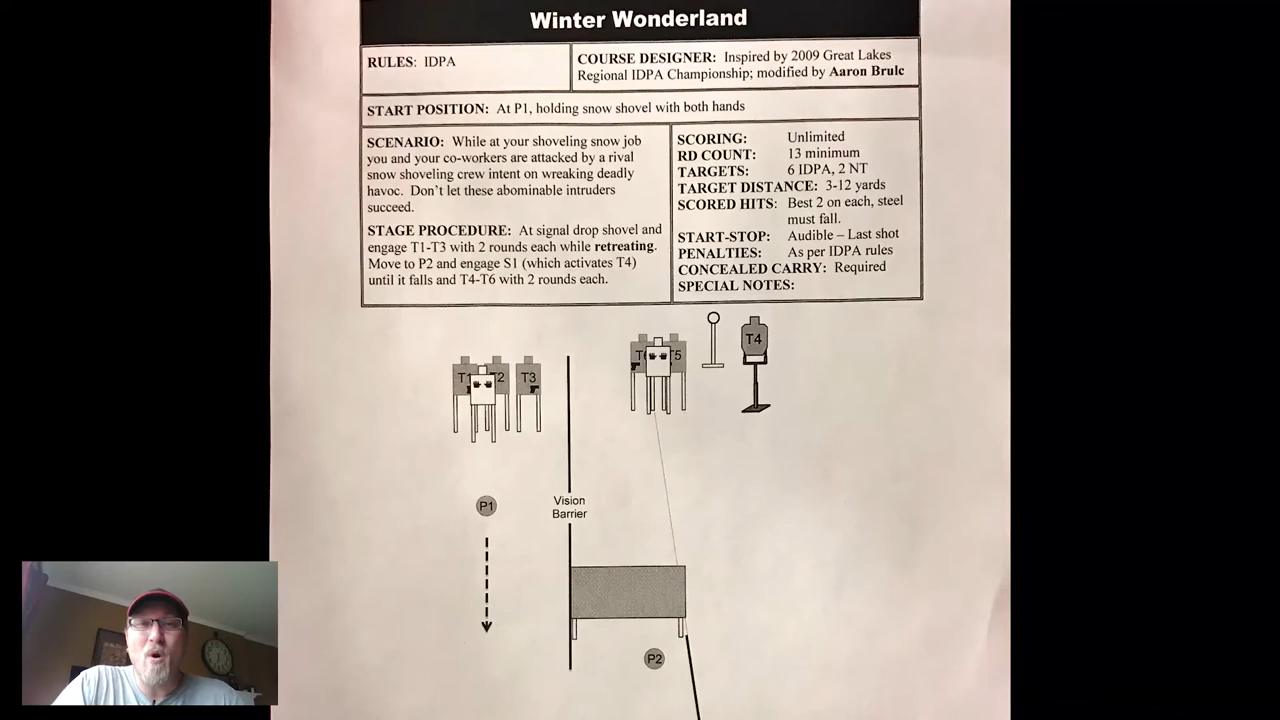 Winter Wonderland
RULES: IDPA
COURSE DESIGNER: Inspired by 2009 Great Lakes
Regional IDPA Championship; modified by Aaron Brulc
START POSITION: At P1, holding snow shovel with both hands
SCENARIO: While at your shoveling snow job
you and your co-workers are attacked by a rival
snow shoveling crew intent on wreaking deadly
havoc. Don't let these abominable intruders
succeed.
STAGE PROCEDURE: At signal drop shovel and
engage T1-T3 with 2 rounds each while retreating.
Move to P2 and engage S1 (which activates T4)
until it falls and T4-T6 with 2 rounds each.
SCORING: Unlimited
RD COUNT: 13 minimum
TARGETS: 6 IDPA, 2 NT
TARGET DISTANCE: 3-12 yards
SCORED HITS: Best 2 on each, steel
must fall.
START-STOP: Audible – Last shot
PENALTIES: As per IDPA rules
CONCEALED CARRY: Required
SPECIAL NOTES:
T4
T5
T1
T2
T3
P1
Vision
Barrier
P2